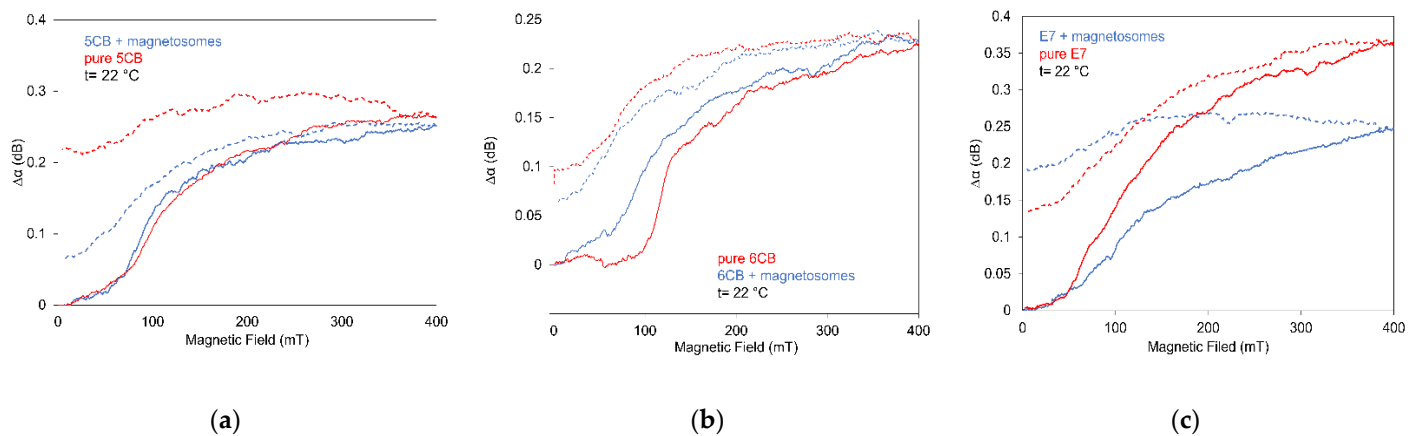 0.4
0.3
0.2
0.1
0
Δα (dB)
5CB + magnetosomes
pure 5CB
t= 22 °C
0
100
200
300
400
Magnetic Field (mT)
(a)
0.25
0.2
0.15
0.1
0.05
0
Δα (dB)
pure 6CB
6CB + magnetosomes
t= 22 °C
0
100
200
300
400
Magnetic Field (mT)
(b)
0.4
0.35
0.3
0.25
0.2
0.15
0.1
0.05
0
Δα (dB)
E7 + magnetosomes
pure E7
t= 22 °C
0
100
200
300
400
Magnetic Filed (mT)
(c)